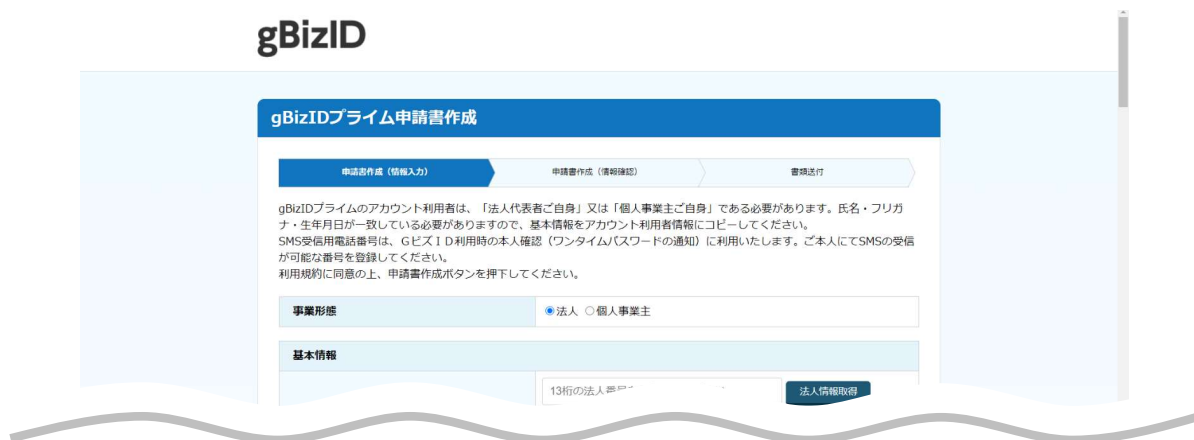 gBizID
gBizIDプライム申請書作成
申請書作成(情報入力)
申請書作成(情報確認)
書類送付
gBizIDプライムのアカウント利用者は、「法人代表者ご自身」又は「個人事業主ご自身」である必要があります。氏名・フリガ
ナ・生年月日が一致している必要がありますので、基本情報をアカウント利用者情報にコピーしてください。
SMS受信用電話番号は、GビズID利用時の本人確認(ワンタイムパスワードの通知)に利用いたします。ご本人にてSMSの受信
が可能な番号を登録してください。
利用規約に同意の上、申請書作成ボタンを押下してください。
事業形態
法人 個人事業主
基本情報
13桁の法人番号
法人情報取得